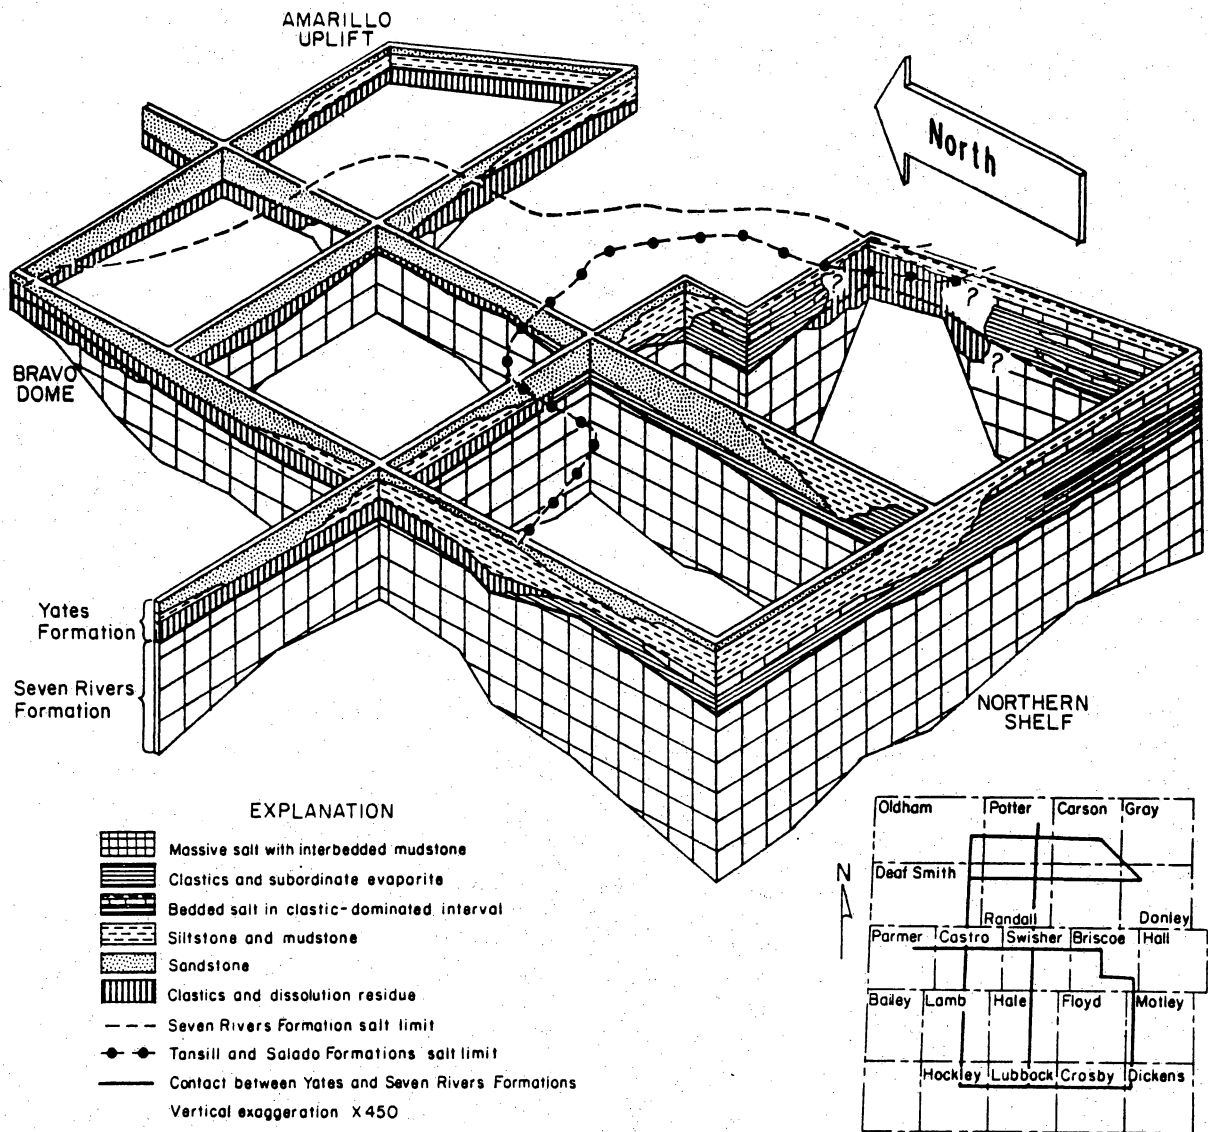 AMARILLO
UPLIFT
North
?
?
?
BRAVO
DOME
Yates
Formation
Seven Rivers
Formation
NORTHERN
SHELF
EXPLANATION
Massive salt with interbedded mudstone
Clastics and subordinate evaporite
Bedded salt in clastic-dominated interval
Siltstone and mudstone
Sandstone
Clastics and dissolution residue
Seven Rivers Formation salt limit
Tansill and Salado Formations salt limit
Contact between Yates and Seven Rivers Formations
Vertical exaggeration X450
N
Oldham Potter Carson Gray
Deaf Smith
Randall Donley
Parmer Castro Swisher Briscoe Hall
Bailey Lamb Hale Floyd Motley
Hockley Lubbock Crosby Dickens